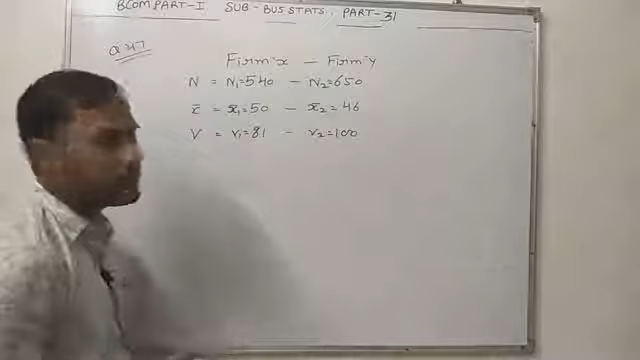 BCOM PART-I SUB-BUS STATS. PART-31
Q 27
Firm-x — Firm-y
N = N₁=540 — N₂=650
x̄ = x̄₁=50 — x̄₂=46
V = V₁=81 — V₂=100